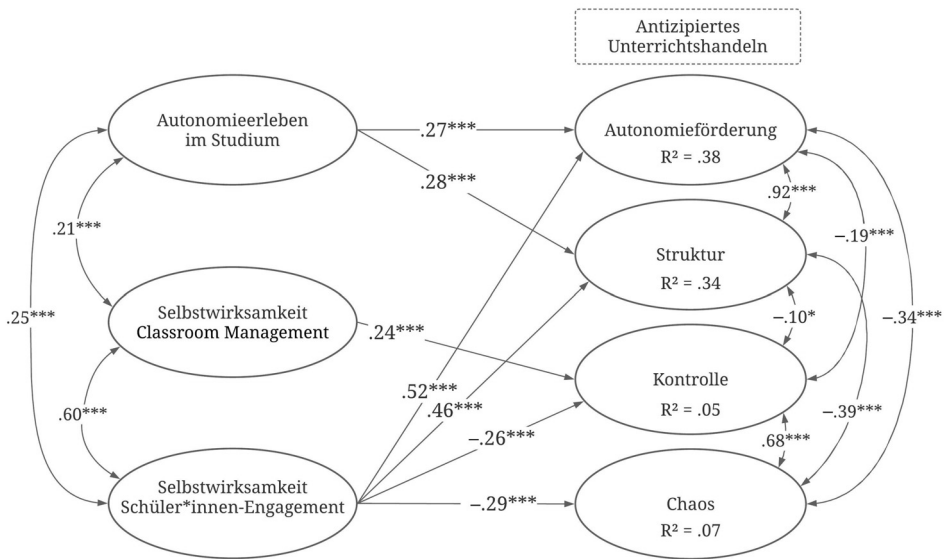 Antizipiertes
Unterrichtshandeln
Autonomieerleben
im Studium
.27***
Autonomieförderung
R² = .38
.28***
.92***
.21***
–.19***
Struktur
R² = .34
Selbstwirksamkeit
Classroom Management
.25***
.24***
–.10*
–.34***
Kontrolle
R² = .05
.52***
.46***
–.39***
.60***
–.26***
.68***
Selbstwirksamkeit
Schüler*innen-Engagement
–.29***
Chaos
R² = .07